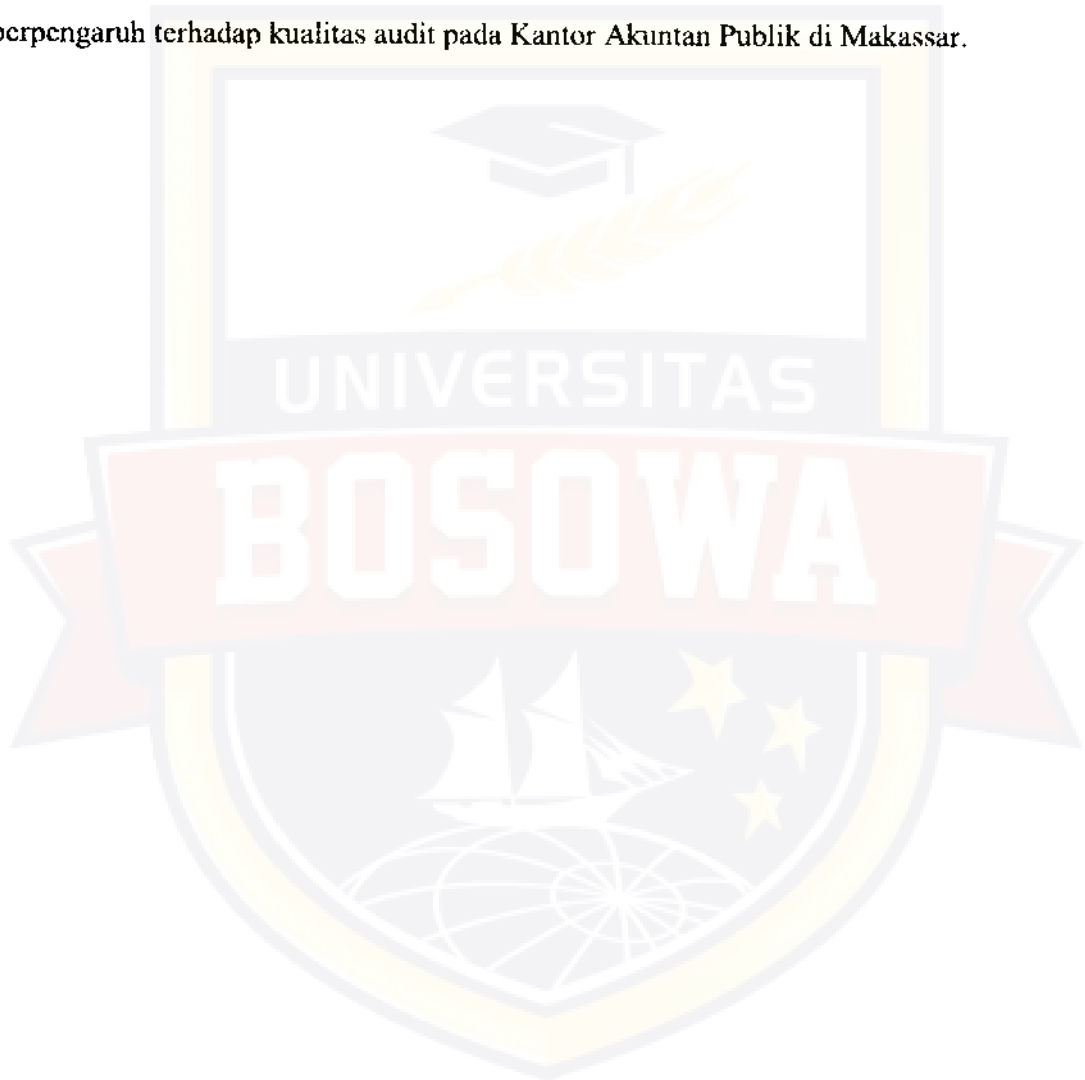 berpengaruh terhadap kualitas audit pada Kantor Akuntan Publik di Makassar.
UNIVERSITAS
BOSOWA